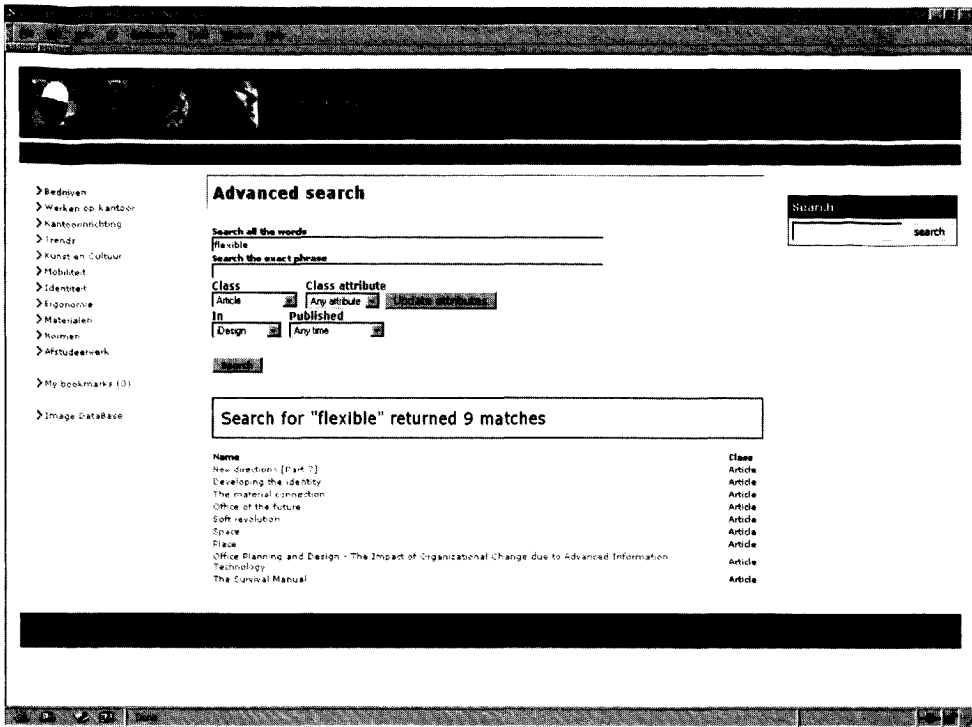 Bedrijven
Werken op kantoor
Kantoorinrichting
Trends
Kunst en Cultuur
Mobiliteit
Identiteit
Ergonomie
Materialen
Normen
Afstudeerwerk
My bookmarks (0)
Image DataBase
Advanced search
Search all the words
flexible
Search the exact phrase
Class Class attribute
Article Any attribute Update attributes
In Published
Design Any time
Search
Search for "flexible" returned 9 matches
Name Class
New directions [Part ?] Article
Developing the identity Article
The material connection Article
Office of the future Article
Soft revolution Article
Space Article
Place Article
Office Planning and Design - The Impact of Organizational Change due to Advanced Information
Technology Article
The Survival Manual Article
Search
search
Done